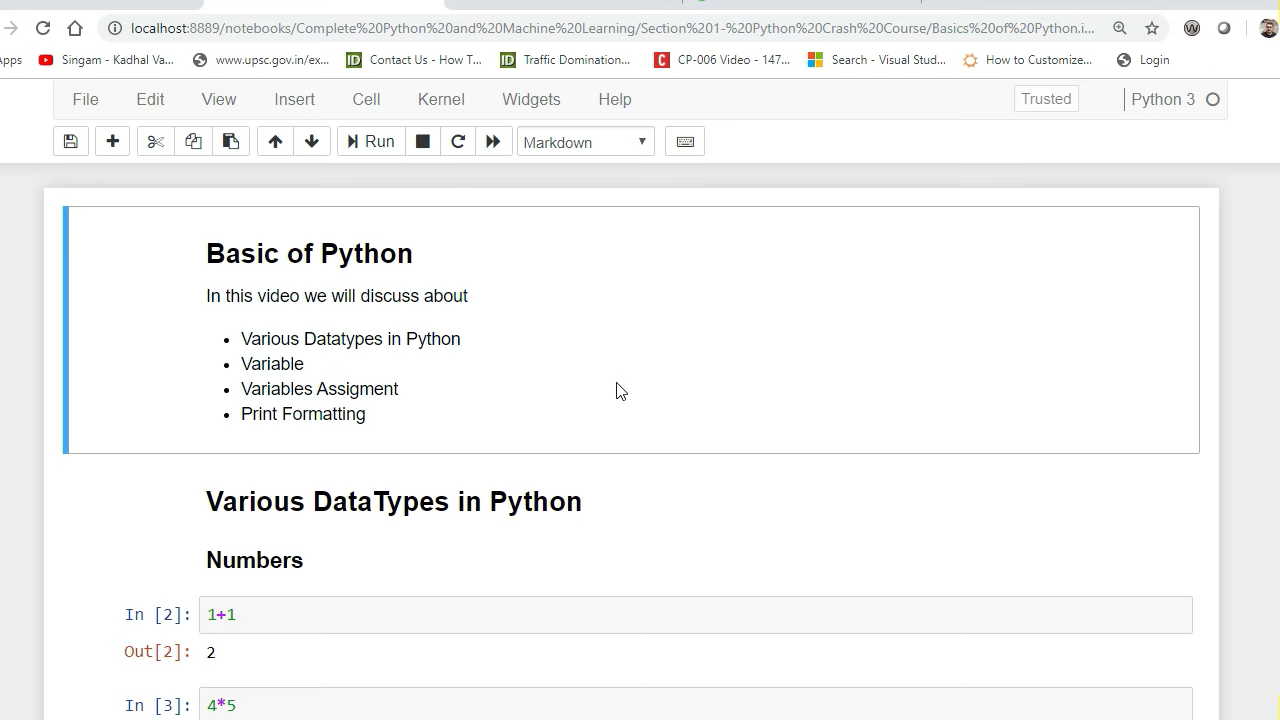 localhost:8889/notebooks/Complete%20Python%20and%20Machine%20Learning/Section%201-%20Python%20Crash%20Course/Basics%20of%20Python.i...
Apps Singam - Kadhal Va... www.upsc.gov.in/ex... ID Contact Us - How T... ID Traffic Domination... C CP-006 Video - 147... Search - Visual Stud... How to Customize... Login
File Edit View Insert Cell Kernel Widgets Help Trusted Python 3
Run Markdown
Basic of Python
In this video we will discuss about
• Various Datatypes in Python
• Variable
• Variables Assigment
• Print Formatting
Various DataTypes in Python
Numbers
In [2]: 1+1
Out[2]: 2
In [3]: 4*5